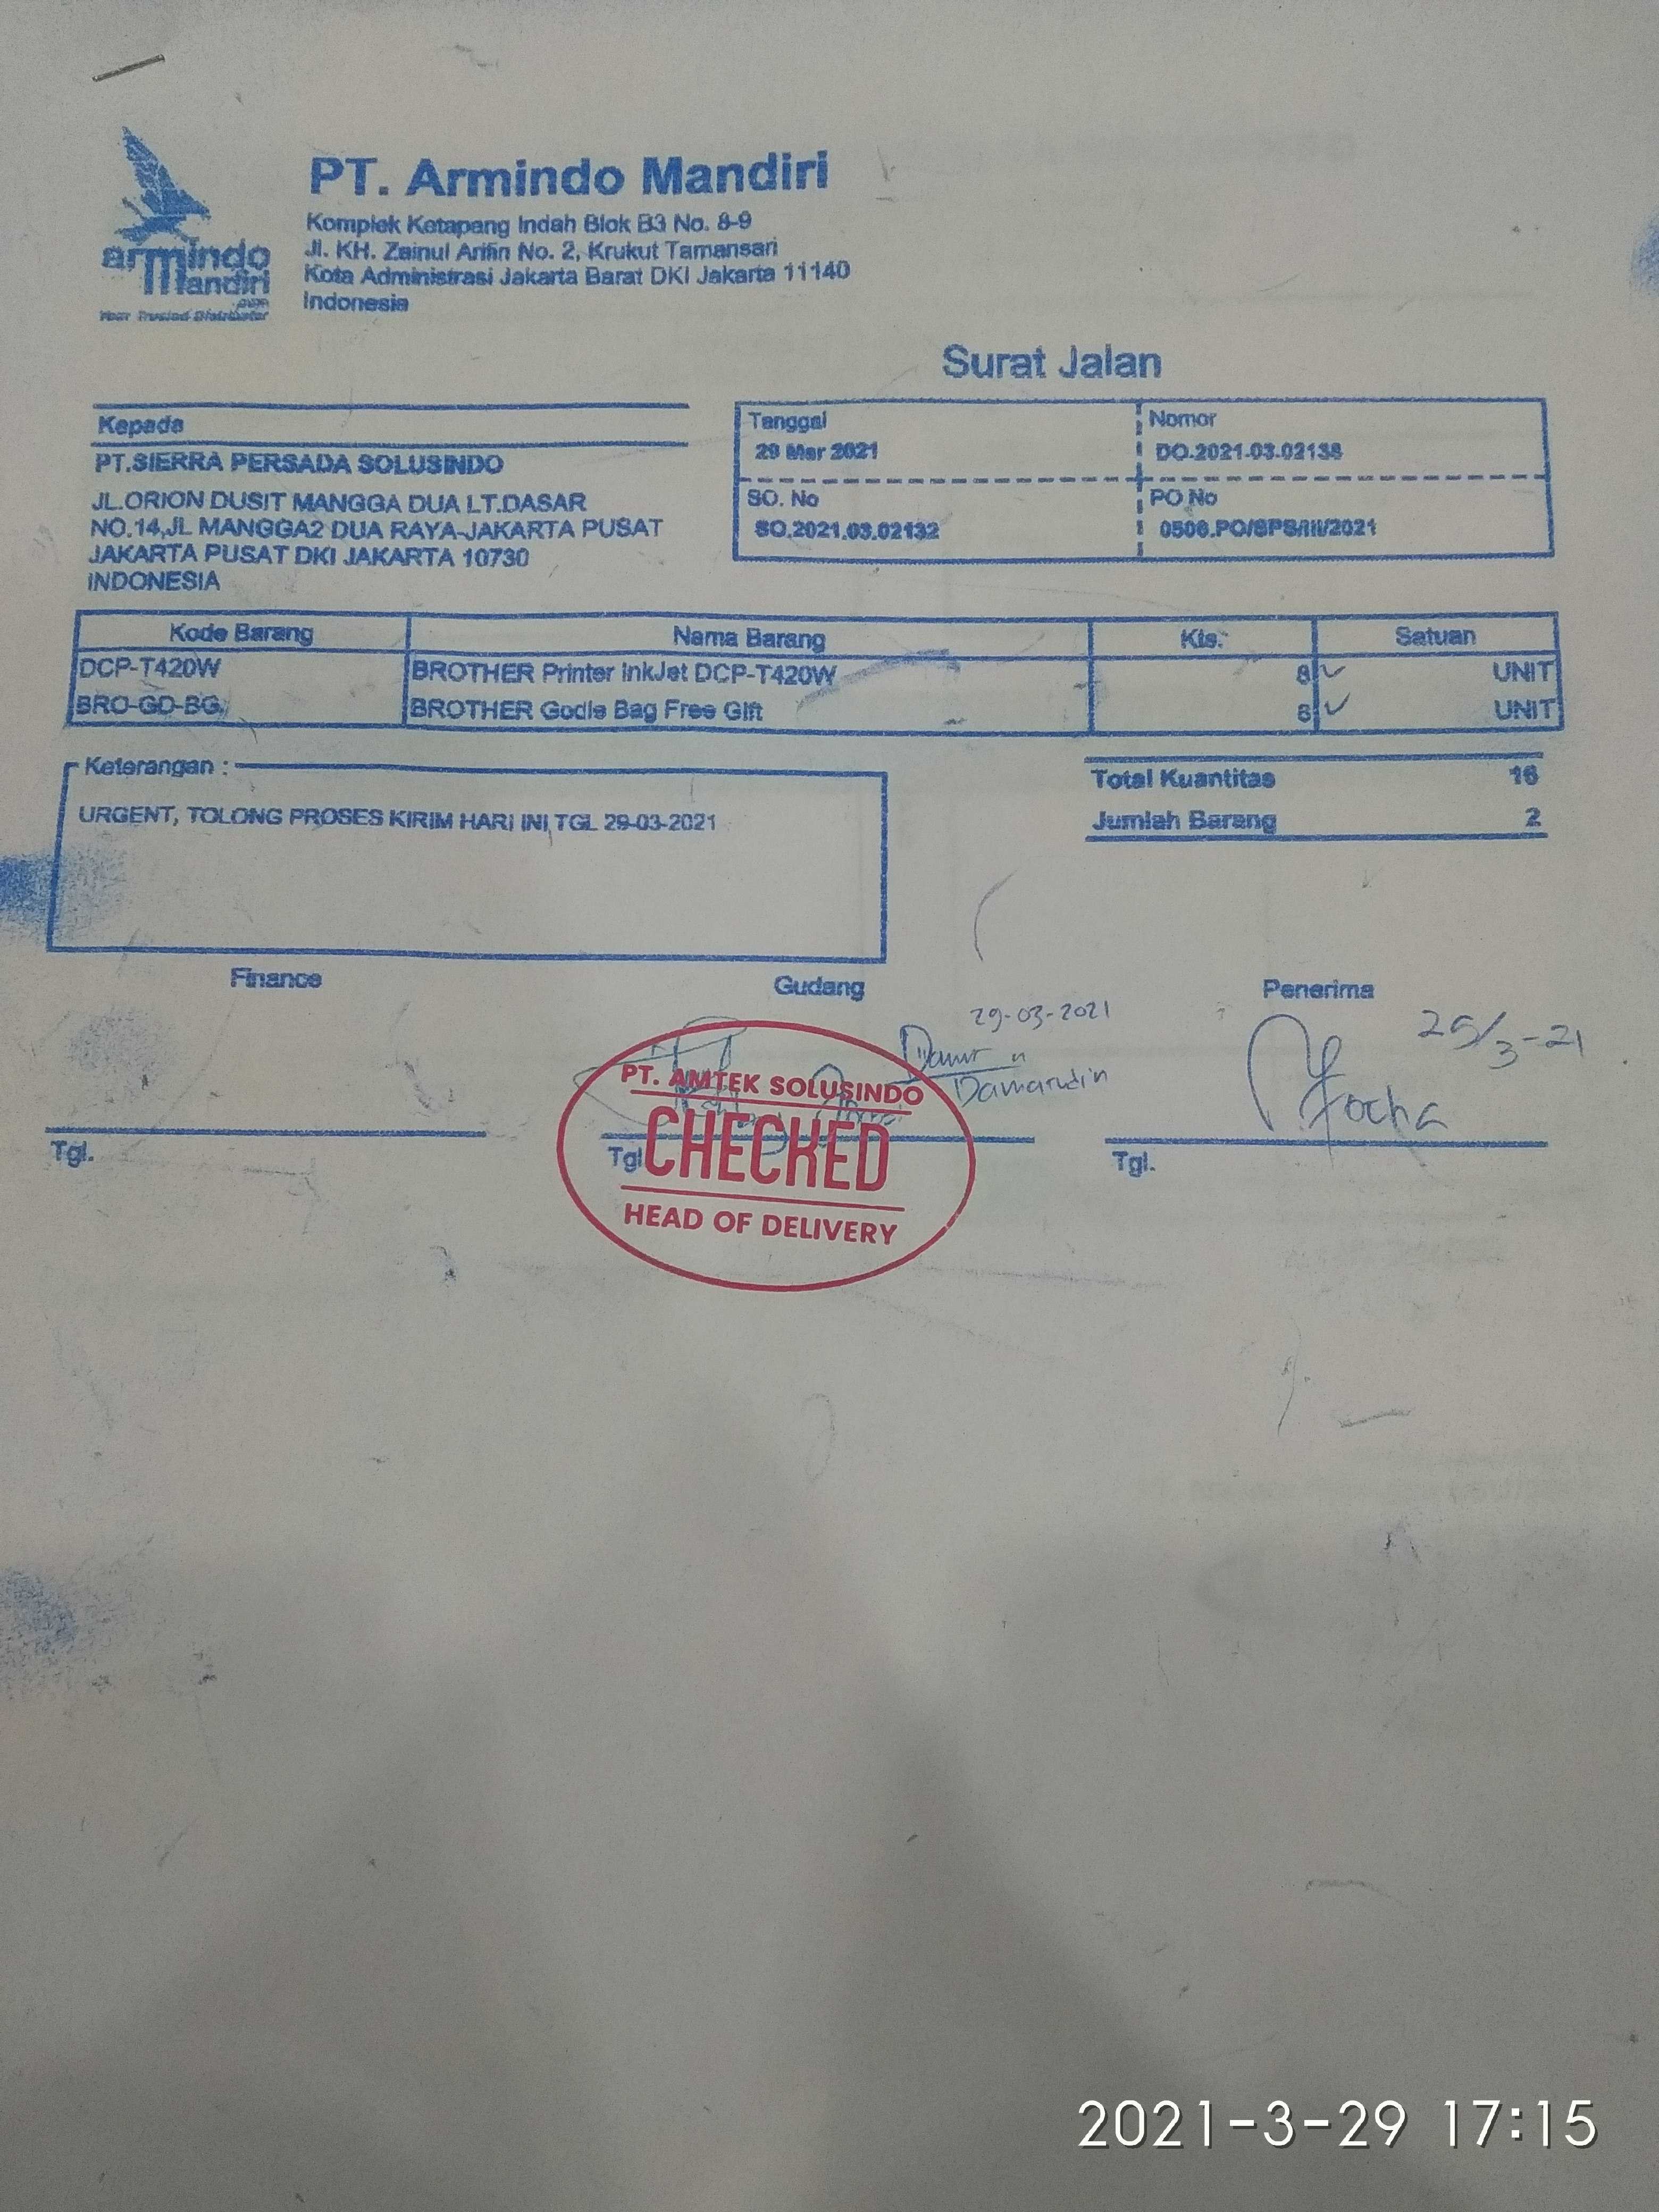 armindo
Mandiri
.com
Your Trusted Distributor
PT. Armindo Mandiri
Komplek Ketapang Indah Blok B3 No. 8-9
Jl. KH. Zainul Arifin No. 2, Krukut Tamansari
Kota Administrasi Jakarta Barat DKI Jakarta 11140
Indonesia
Surat Jalan
Kepada
PT.SIERRA PERSADA SOLUSINDO
JL.ORION DUSIT MANGGA DUA LT.DASAR
NO.14,JL MANGGA2 DUA RAYA-JAKARTA PUSAT
JAKARTA PUSAT DKI JAKARTA 10730
INDONESIA
Tanggal Nomor
29 Mar 2021 DO.2021.03.02138
SO. No PO No
SO.2021.03.02132 0506.PO/SPS/III/2021
Kode Barang Nama Barang Kts. Satuan
DCP-T420W BROTHER Printer InkJet DCP-T420W 8 UNIT
BRO-GD-BG. BROTHER Godie Bag Free Gift 8 UNIT
Keterangan :
URGENT, TOLONG PROSES KIRIM HARI INI TGL 29-03-2021
Total Kuantitas 16
Jumlah Barang 2
Finance Gudang Penerima
29-03-2021
Damarudin
Tgl. Tgl Tgl.
PT. AMTEK SOLUSINDO
CHECKED
HEAD OF DELIVERY
2021-3-29 17:15